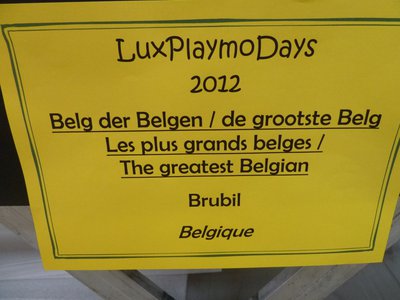 LuxPlaymoDays
2012
Belg der Belgen / de grootste Belg
Les plus grands belges /
The greatest Belgian
Brubil
Belgique